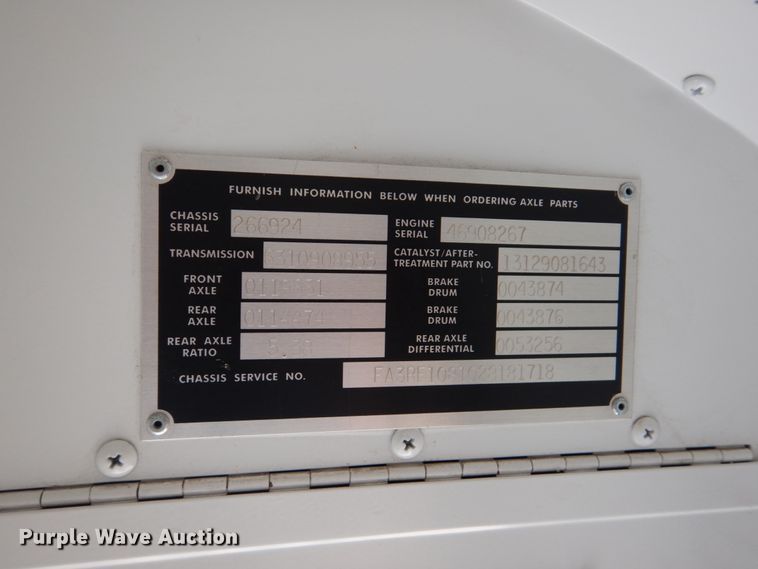 FURNISH INFORMATION BELOW WHEN ORDERING AXLE PARTS
CHASSIS SERIAL 266924 ENGINE SERIAL 46908267
TRANSMISSION CATALYST/AFTER-
TREATMENT PART NO. 13129081643
FRONT AXLE BRAKE DRUM 0043874
REAR AXLE BRAKE DRUM 0043876
REAR AXLE RATIO REAR AXLE DIFFERENTIAL 0053256
CHASSIS SERVICE NO.
Purple Wave Auction